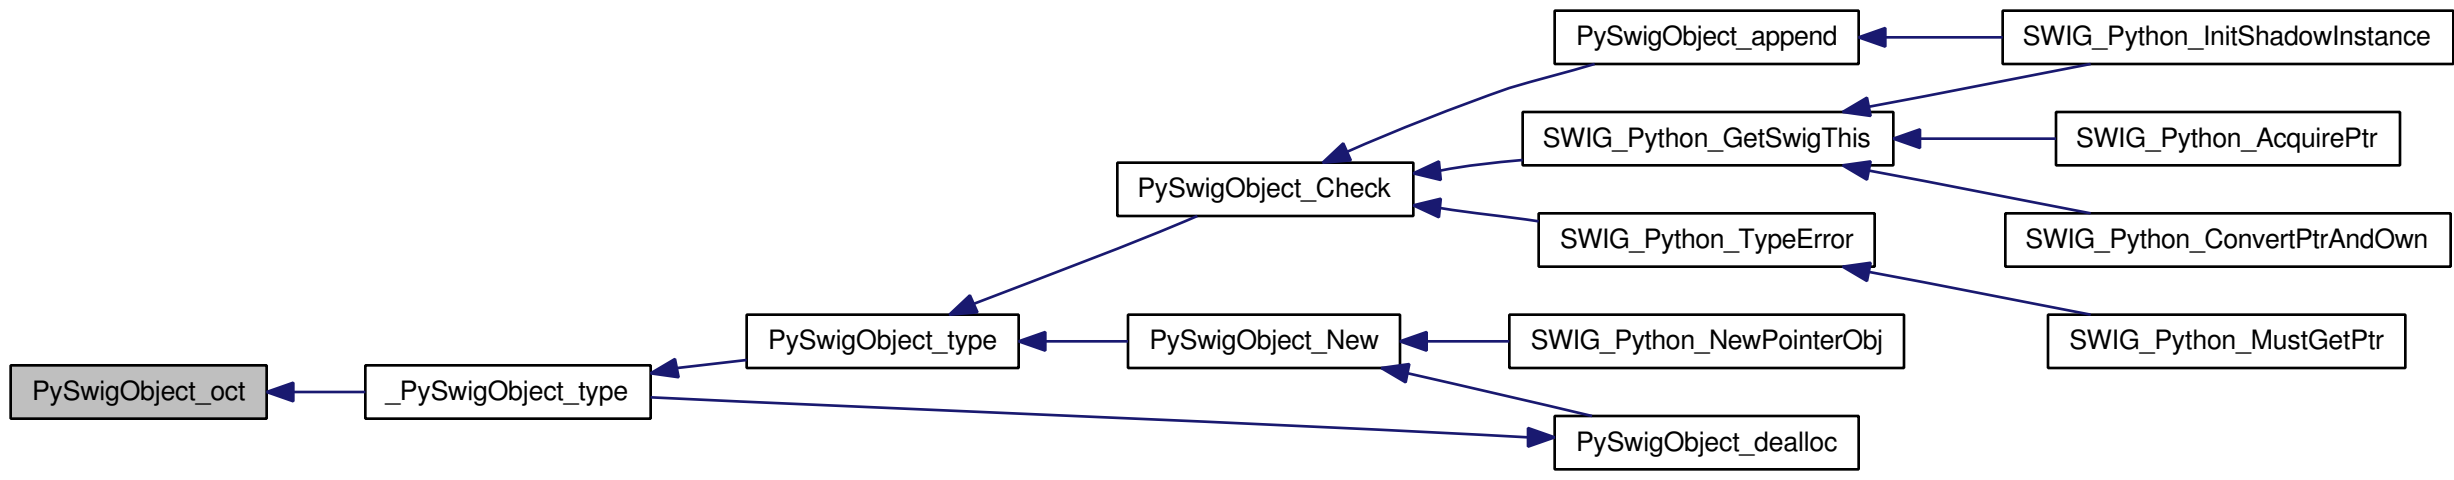 PySwigObject_oct
_PySwigObject_type
PySwigObject_type
PySwigObject_Check
PySwigObject_New
PySwigObject_append
SWIG_Python_GetSwigThis
SWIG_Python_TypeError
SWIG_Python_NewPointerObj
PySwigObject_dealloc
SWIG_Python_InitShadowInstance
SWIG_Python_AcquirePtr
SWIG_Python_ConvertPtrAndOwn
SWIG_Python_MustGetPtr